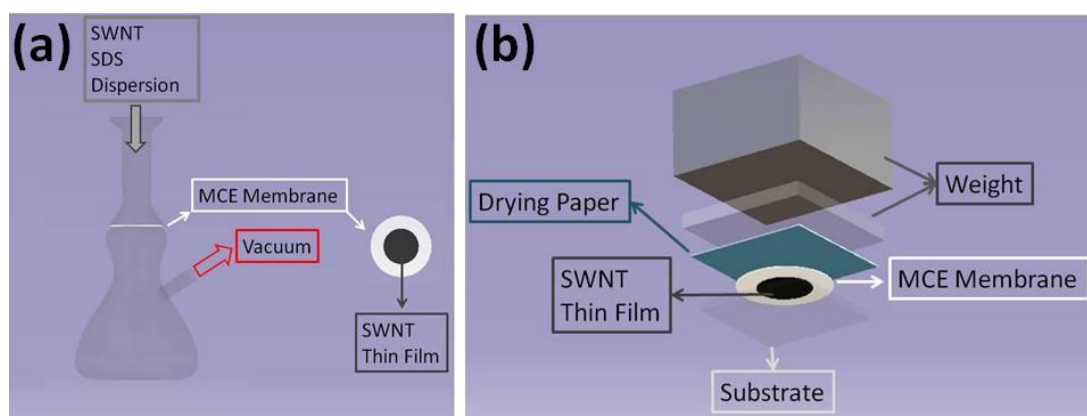 (a)
SWNT
SDS
Dispersion
MCE Membrane
Vacuum
SWNT
Thin Film
(b)
Weight
Drying Paper
SWNT
Thin Film
MCE Membrane
Substrate